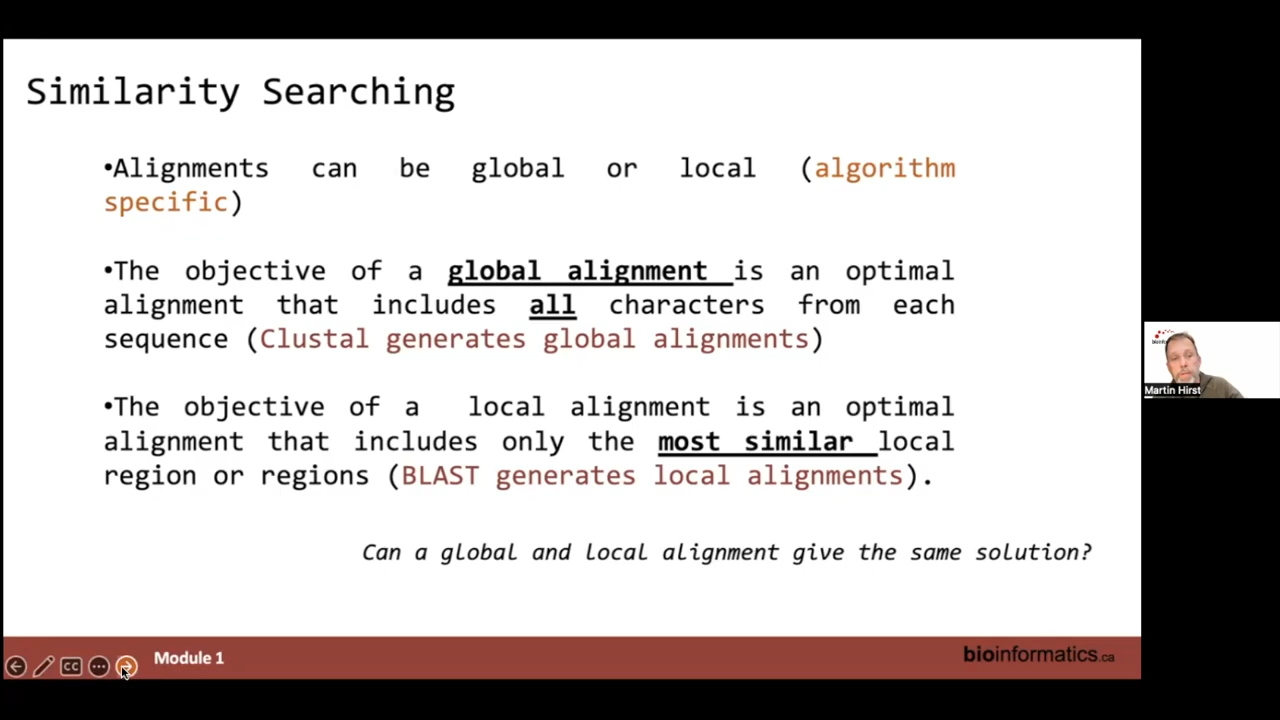 Similarity Searching
•Alignments can be global or local (algorithm
specific)
•The objective of a global alignment is an optimal
alignment that includes all characters from each
sequence (Clustal generates global alignments)
•The objective of a local alignment is an optimal
alignment that includes only the most similar local
region or regions (BLAST generates local alignments).
Can a global and local alignment give the same solution?
Martin Hirst
CC
Module 1
bioinformatics.ca